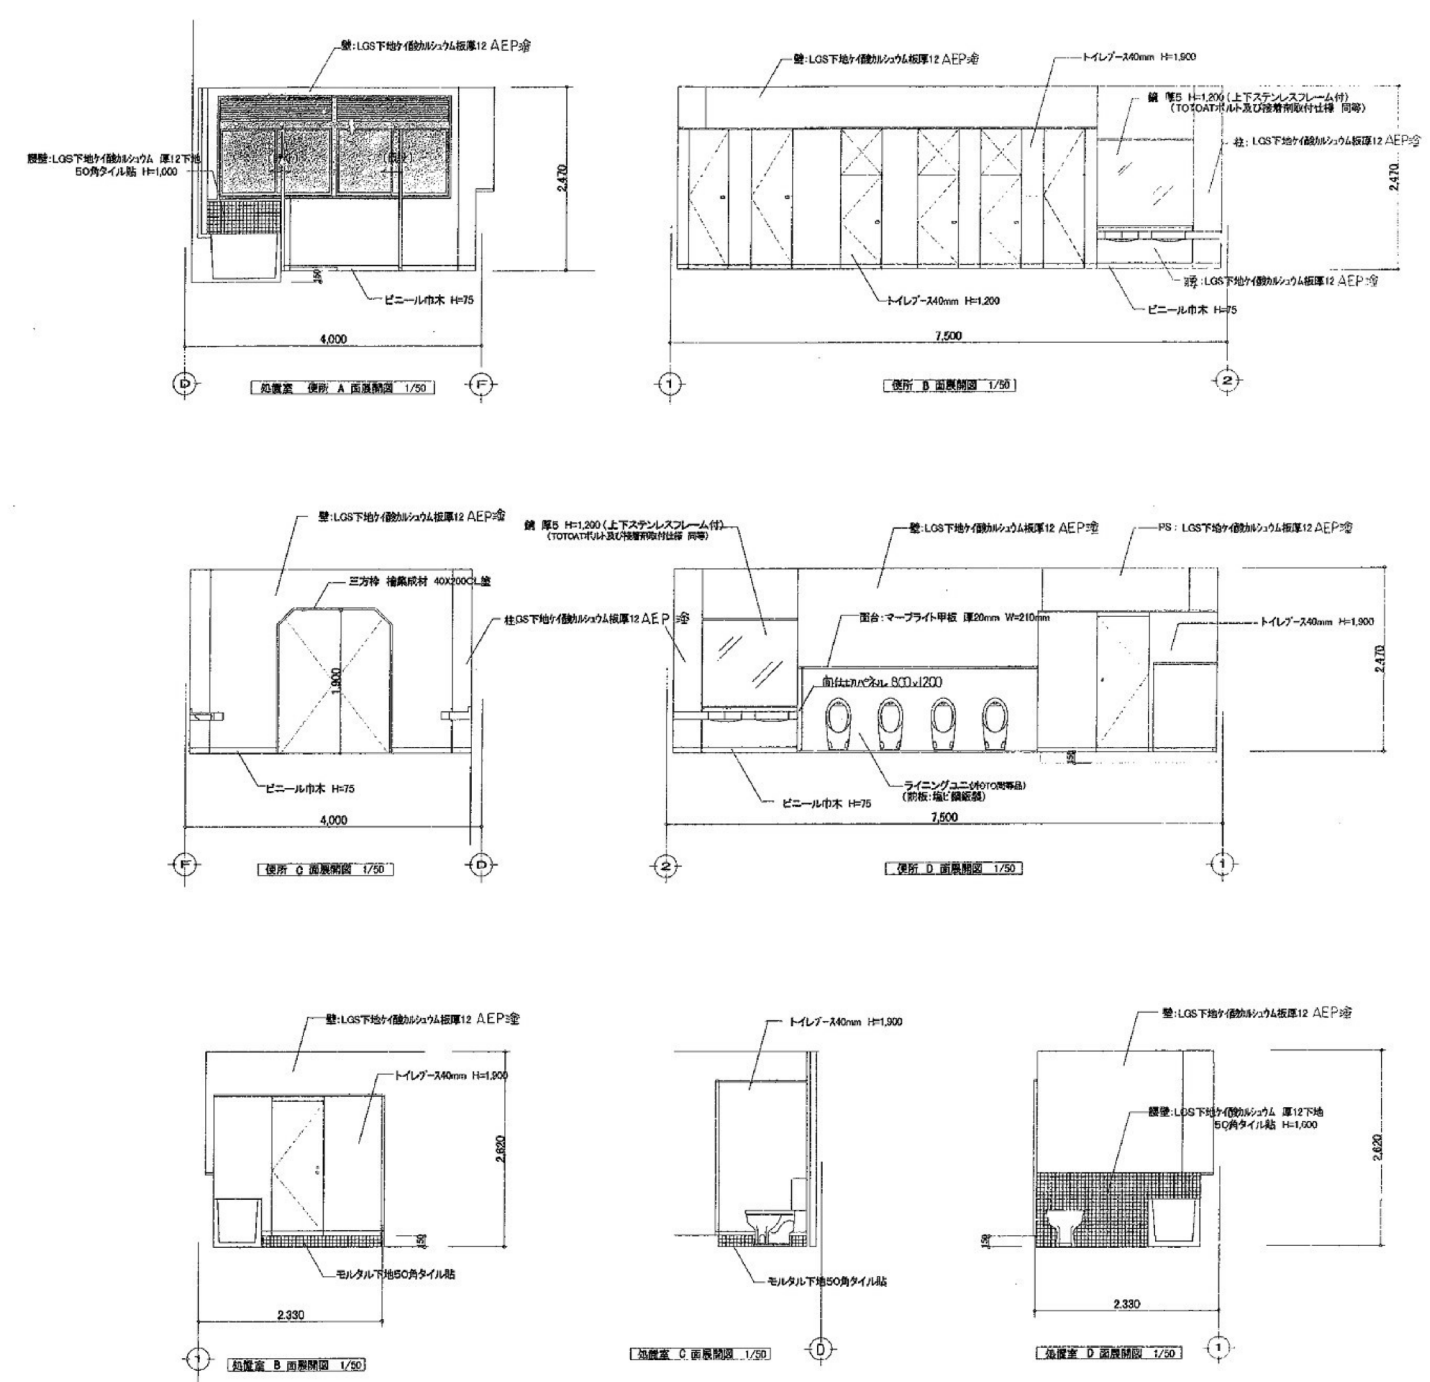 壁:LGS下地ケイ酸カルシュウム板厚12 AEP塗
腰壁:LGS下地ケイ酸カルシュウム 厚12下地
50角タイル貼 H=1,000
2,470
150
ビニール巾木 H=75
4,000
D
F
処置室 便所 A 面展開図 1/50
壁:LGS下地ケイ酸カルシュウム板厚12 AEP塗
トイレブース40mm H=1,900
鏡 厚5 H=1,200(上下ステンレスフレーム付)
(TOTOATボルト及び接着剤取付仕様 同等)
柱:LGS下地ケイ酸カルシュウム板厚12 AEP塗
2,470
:LGS下地ケイ酸カルシュウム板厚12 AEP塗
トイレブース40mm H=1,200
ビニール巾木 H=75
7,500
1
2
便所 B 面展開図 1/50
壁:LGS下地ケイ酸カルシュウム板厚12 AEP塗
三方枠 檜集成材 40X200CL塗
柱GS下地ケイ酸カルシュウム板厚12 AEP 塗
1,900
ビニール巾木 H=75
4,000
F
D
便所 C 面展開図 1/50
鏡 厚5 H=1,200(上下ステンレスフレーム付)
(TOTOATボルト及び接着剤取付仕様 同等)
壁:LGS下地ケイ酸カルシュウム板厚12 AEP塗
PS:LGS下地ケイ酸カルシュウム板厚12 AEP塗
面台:マーブライト甲板 厚20mm W=210mm
トイレブース40mm H=1,900
間仕切パネル 800×1200
2,470
150
ライニングユニ(TOTO同等品)
(前板:塩ビ鋼鈑製)
ビニール巾木 H=75
7,500
2
1
便所 D 面展開図 1/50
壁:LGS下地ケイ酸カルシュウム板厚12 AEP塗
トイレブース40mm H=1,900
2,620
150
モルタル下地50角タイル貼
2.330
1
処置室 B 面展開図 1/50
トイレブース40mm H=1,900
モルタル下地50角タイル貼
D
処置室 C 面展開図 1/50
壁:LGS下地ケイ酸カルシュウム板厚12 AEP塗
腰壁:LGS下地ケイ酸カルシュウム 厚12下地
50角タイル貼 H=1,000
2,620
150
2.330
1
処置室 D 面展開図 1/50